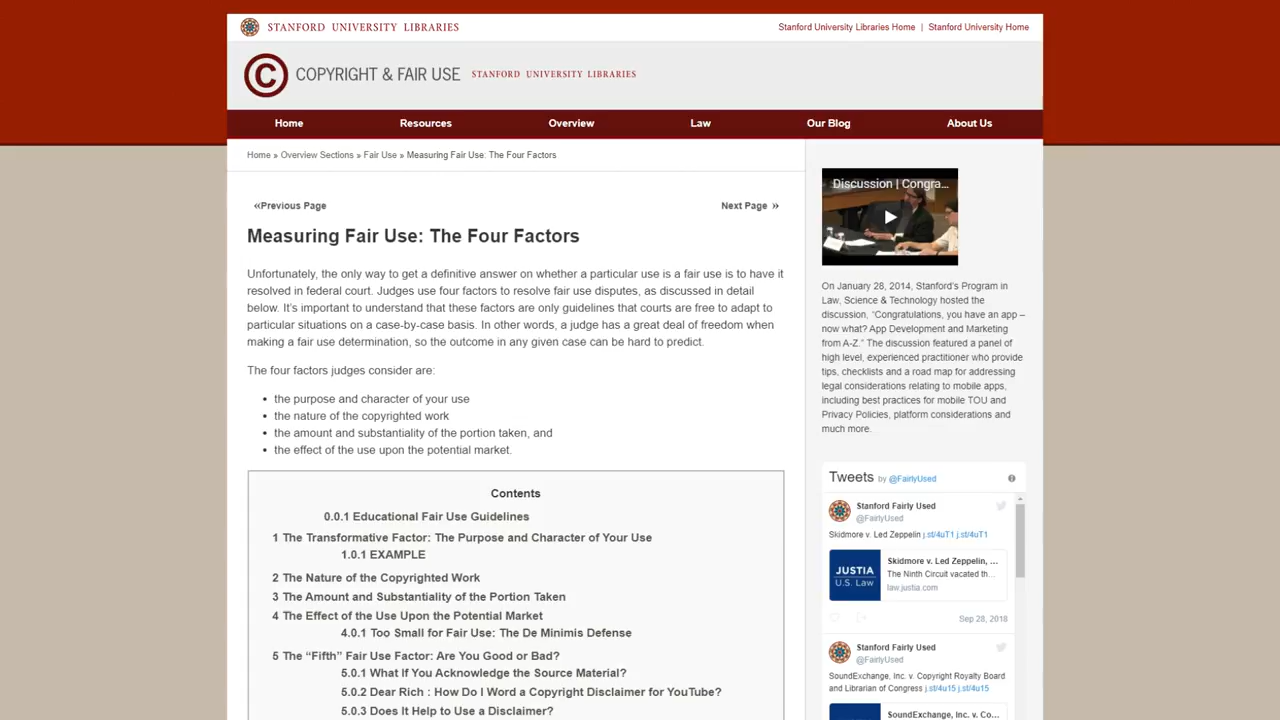 STANFORD UNIVERSITY LIBRARIES
Stanford University Libraries Home | Stanford University Home
© COPYRIGHT & FAIR USE STANFORD UNIVERSITY LIBRARIES
Home Resources Overview Law Our Blog About Us
Home » Overview Sections » Fair Use » Measuring Fair Use: The Four Factors
«Previous Page
Next Page »
Measuring Fair Use: The Four Factors
Unfortunately, the only way to get a definitive answer on whether a particular use is a fair use is to have it
resolved in federal court. Judges use four factors to resolve fair use disputes, as discussed in detail
below. It’s important to understand that these factors are only guidelines that courts are free to adapt to
particular situations on a case-by-case basis. In other words, a judge has a great deal of freedom when
making a fair use determination, so the outcome in any given case can be hard to predict.
The four factors judges consider are:
• the purpose and character of your use
• the nature of the copyrighted work
• the amount and substantiality of the portion taken, and
• the effect of the use upon the potential market.
Contents
0.0.1 Educational Fair Use Guidelines
1 The Transformative Factor: The Purpose and Character of Your Use
1.0.1 EXAMPLE
2 The Nature of the Copyrighted Work
3 The Amount and Substantiality of the Portion Taken
4 The Effect of the Use Upon the Potential Market
4.0.1 Too Small for Fair Use: The De Minimis Defense
5 The “Fifth” Fair Use Factor: Are You Good or Bad?
5.0.1 What If You Acknowledge the Source Material?
5.0.2 Dear Rich : How Do I Word a Copyright Disclaimer for YouTube?
5.0.3 Does It Help to Use a Disclaimer?
Discussion | Congra...
On January 28, 2014, Stanford’s Program in
Law, Science & Technology hosted the
discussion, “Congratulations, you have an app –
now what? App Development and Marketing
from A-Z.” The discussion featured a panel of
high level, experienced practitioner who provide
tips, checklists and a road map for addressing
legal considerations relating to mobile apps,
including best practices for mobile TOU and
Privacy Policies, platform considerations and
much more.
Tweets by @FairlyUsed
Stanford Fairly Used
@FairlyUsed
Skidmore v. Led Zeppelin j.st/4uT1 j.st/4uT1
JUSTIA
U.S. Law
Skidmore v. Led Zeppelin, ...
The Ninth Circuit vacated th...
law.justia.com
Sep 28, 2018
Stanford Fairly Used
@FairlyUsed
SoundExchange, Inc. v. Copyright Royalty Board
and Librarian of Congress j.st/4u15 j.st/4u15
SoundExchange, Inc. v. Co...